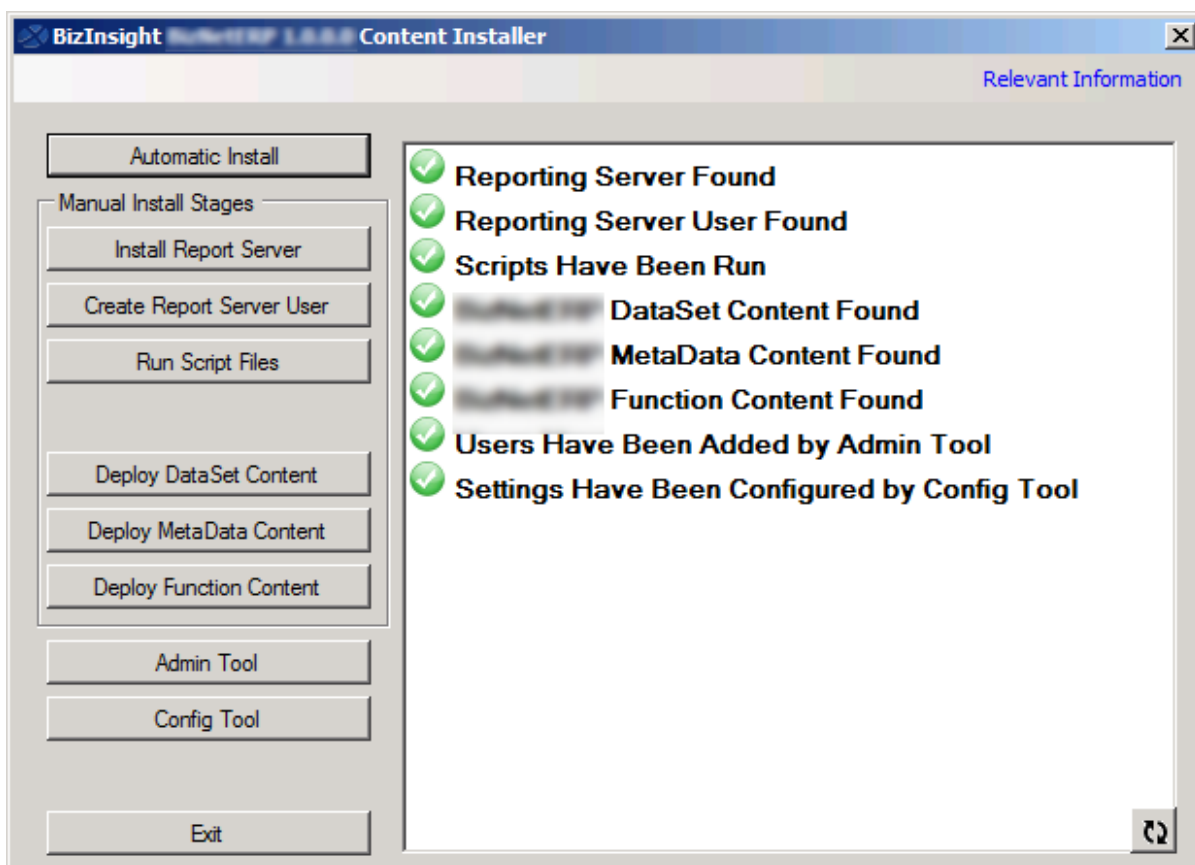 BizInsight Content Installer
Relevant Information
Automatic Install
Manual Install Stages
Install Report Server
Create Report Server User
Run Script Files
Deploy DataSet Content
Deploy MetaData Content
Deploy Function Content
Admin Tool
Config Tool
Exit
Reporting Server Found
Reporting Server User Found
Scripts Have Been Run
DataSet Content Found
MetaData Content Found
Function Content Found
Users Have Been Added by Admin Tool
Settings Have Been Configured by Config Tool